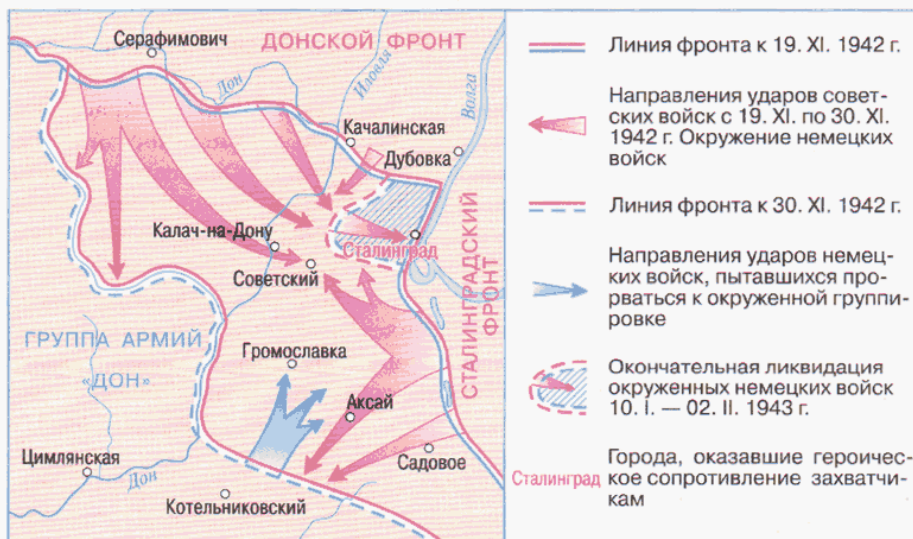 Серафимович
ДОНСКОЙ ФРОНТ
Дон
Иловля
Волга
Качалинская
Дубовка
Калач-на-Дону
Сталинград
Советский
СТАЛИНГРАДСКИЙ
ФРОНТ
ГРУППА АРМИЙ
«ДОН»
Громославка
Аксай
Цимлянская
Дон
Садовое
Котельниковский
Линия фронта к 19. XI. 1942 г.
Направления ударов совет-
ских войск с 19. XI. по 30. XI.
1942 г. Окружение немецких
войск
Линия фронта к 30. XI. 1942 г.
Направления ударов немец-
ких войск, пытавшихся про-
рваться к окруженной группи-
ровке
Окончательная ликвидация
окруженных немецких войск
10. I. — 02. II. 1943 г.
Сталинград
Города, оказавшие героичес-
кое сопротивление захватчи-
кам